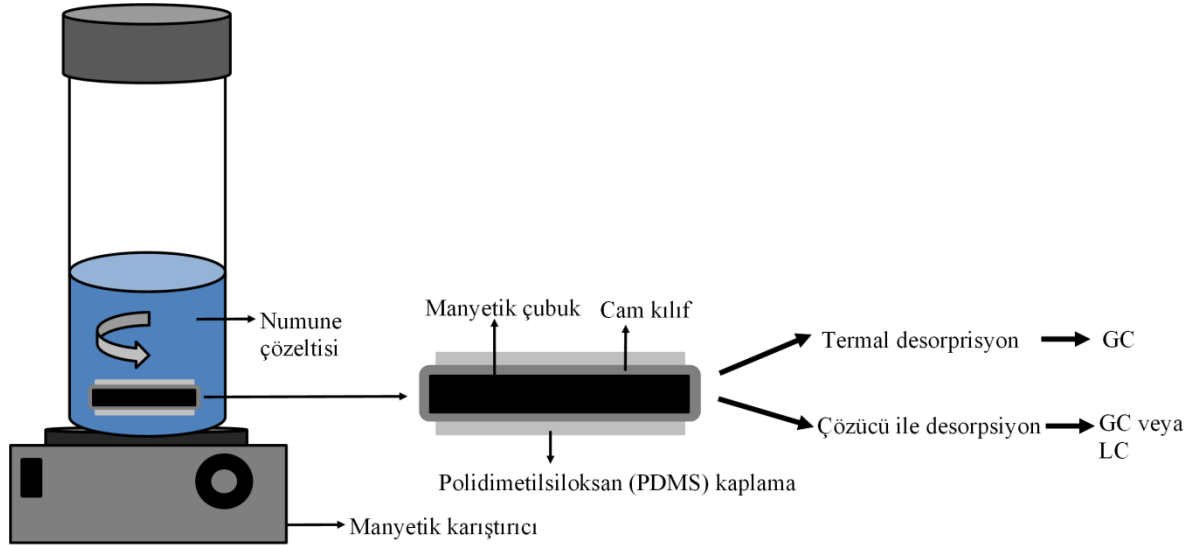 Numune
çözeltisi
Manyetik çubuk
Cam kılıf
Polidimetilsiloksan (PDMS) kaplama
Manyetik karıştırıcı
Termal desorprisyon
GC
Çözücü ile desorpsiyon
GC veya
LC